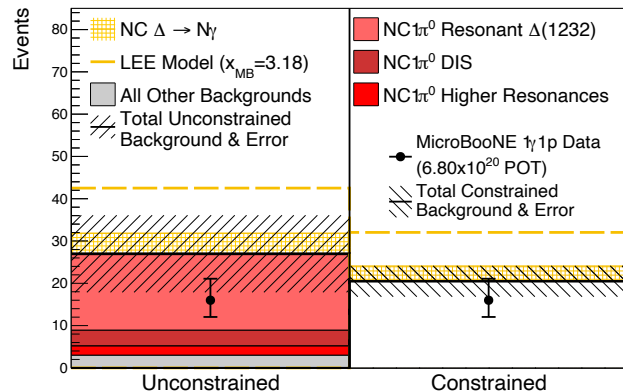 Events
80
70
60
50
40
30
20
10
0
NC Δ → Nγ
LEE Model (x_MB=3.18)
All Other Backgrounds
Total Unconstrained
Background & Error
NC1π⁰ Resonant Δ(1232)
NC1π⁰ DIS
NC1π⁰ Higher Resonances
MicroBooNE 1γ1p Data
(6.80x10²⁰ POT)
Total Constrained
Background & Error
Unconstrained
Constrained